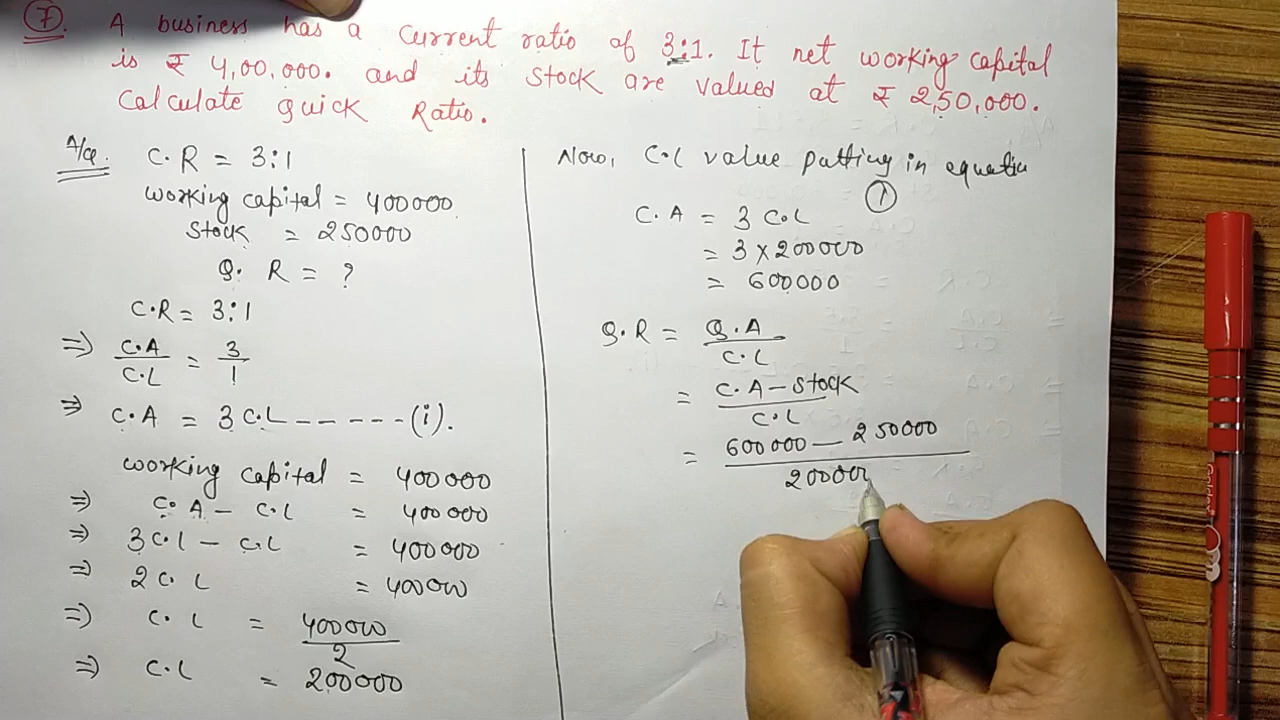 7. A business has a current ratio of 3:1. It net working capital
is ₹ 4,00,000. and its stock are valued at ₹ 2,50,000.
Calculate quick Ratio.
A/q. C.R = 3:1
working capital = 400000
Stock = 250000
Q. R = ?
C.R = 3:1
=> C.A / C.L = 3 / 1
=> C.A = 3 C.L ------ (i).
working capital = 400000
=> C.A - C.L = 400000
=> 3C.L - C.L = 400000
=> 2C.L = 400000
=> C.L = 400000 / 2
=> C.L = 200000
Now, C.L value putting in equation
1
C.A = 3 C.L
= 3 x 200000
= 600000
Q.R = Q.A / C.L
= C.A - Stock / C.L
= 600000 - 250000 / 200000